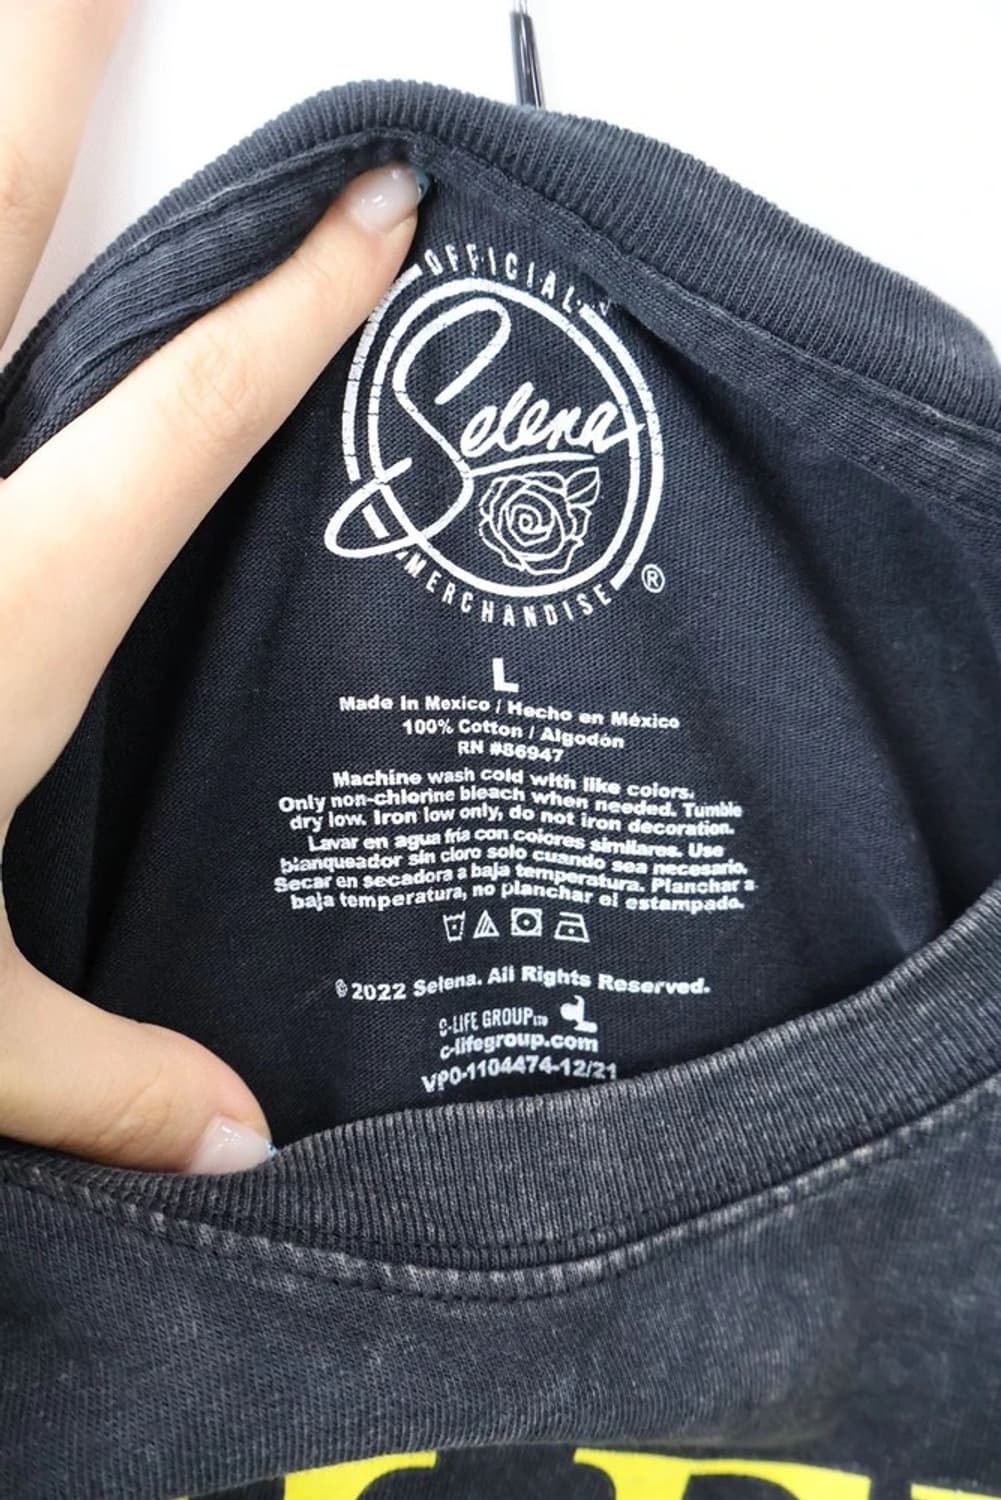 OFFICIAL
Selena
MERCHANDISE
®
L
Made in Mexico / Hecho en México
100% Cotton / Algodón
RN #86947
Machine wash cold with like colors.
Only non-chlorine bleach when needed. Tumble
dry low. Iron low only, do not iron decoration.
Lavar en agua fría con colores similares. Use
blanqueador sin cloro solo cuando sea necesario.
Secar en secadora a baja temperatura. Planchar a
baja temperatura, no planchar el estampado.
© 2022 Selena. All Rights Reserved.
C-LIFE GROUP LTD
c-lifegroup.com
VPO-1104474-12/21